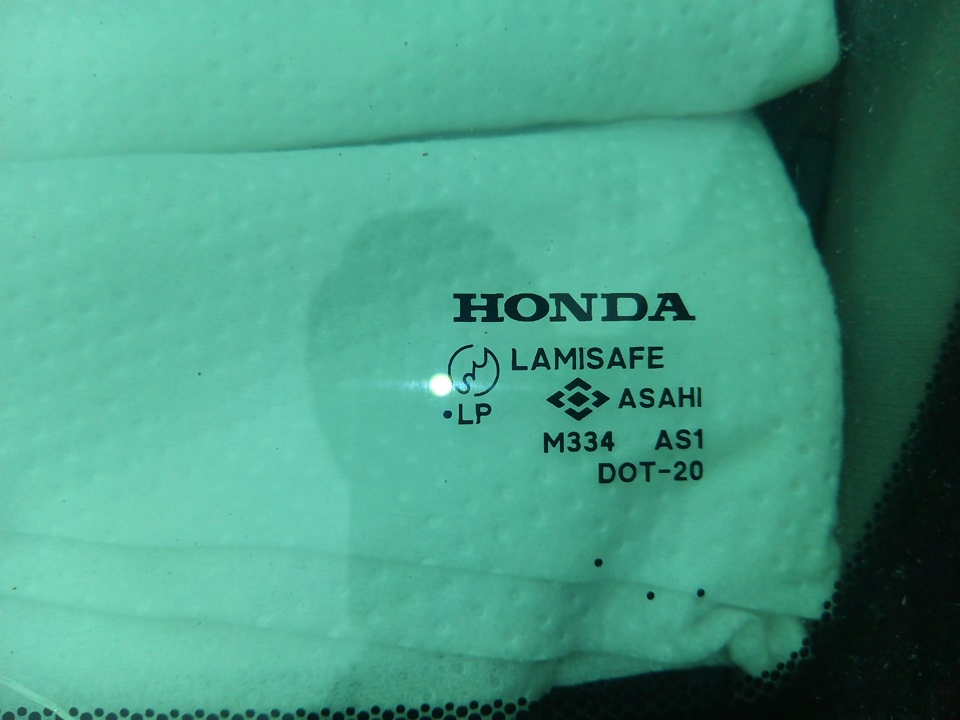 HONDA
LAMISAFE
•LP ASAHI
M334 AS1
DOT-20